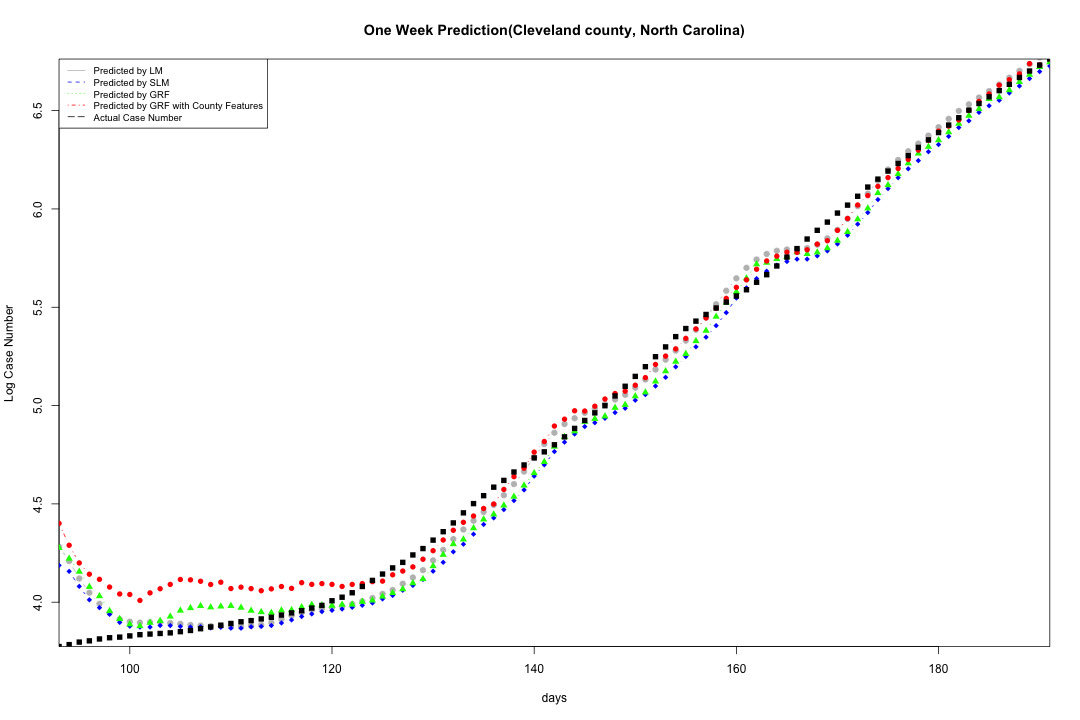 One Week Prediction(Cleveland county, North Carolina)
Predicted by LM
Predicted by SLM
Predicted by GRF
Predicted by GRF with County Features
Actual Case Number
6.5
6.0
5.5
5.0
4.5
4.0
Log Case Number
100
120
140
160
180
days